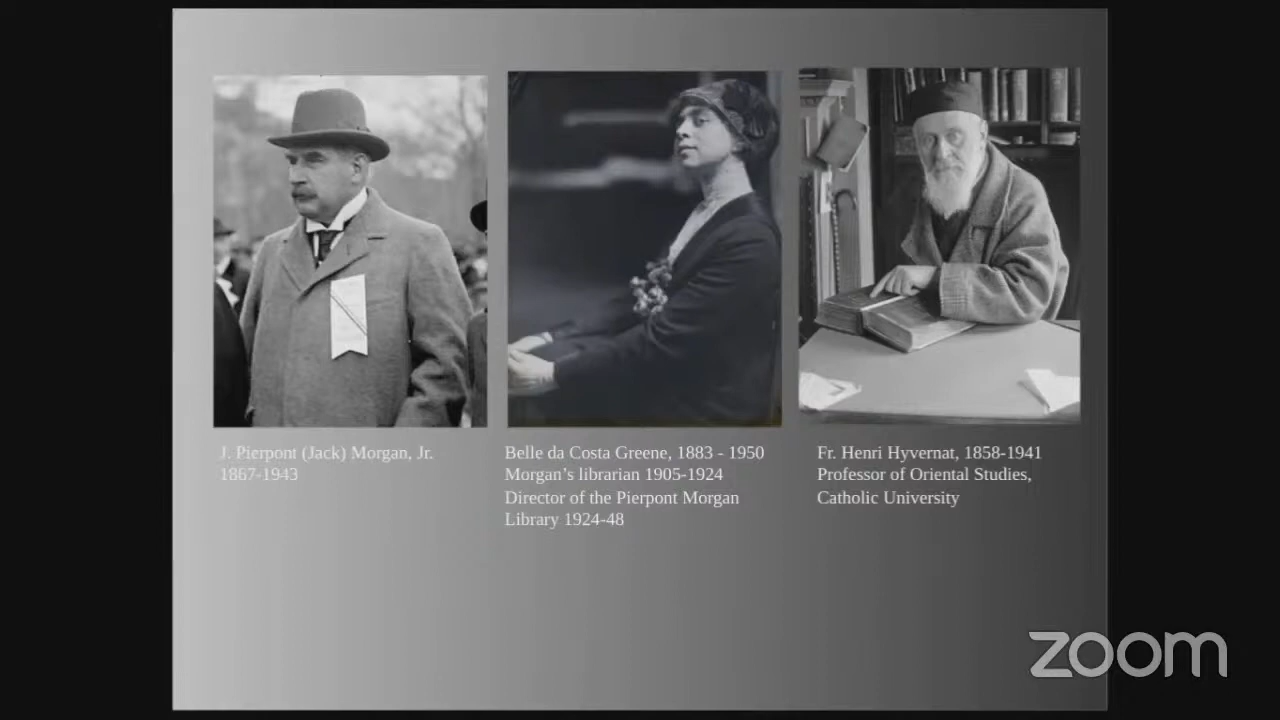 J. Pierpont (Jack) Morgan, Jr.
1867-1943
Belle da Costa Greene, 1883 - 1950
Morgan’s librarian 1905-1924
Director of the Pierpont Morgan
Library 1924-48
Fr. Henri Hyvernat, 1858-1941
Professor of Oriental Studies,
Catholic University
zoom